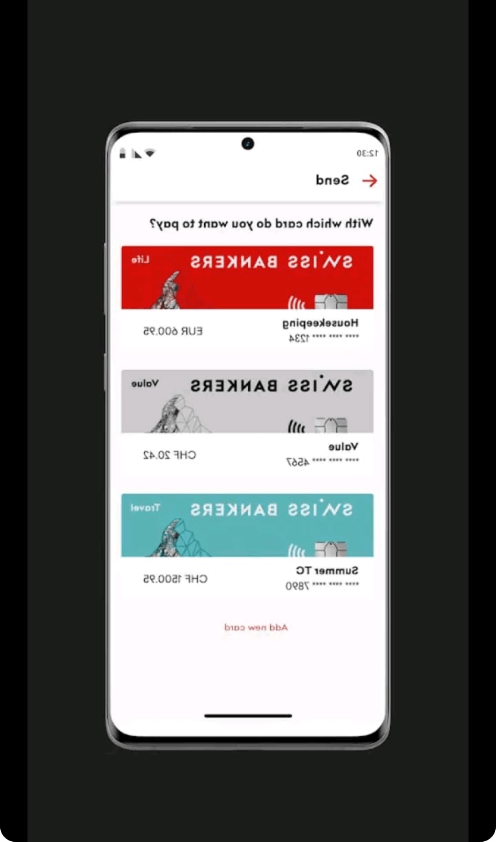 12:30
Send
With which card do you want to pay?
SWISS BANKERS Life
Housekeeping
**** **** **** 1234 EUR 600.95
SWISS BANKERS Value
Value
**** **** **** 4567 CHF 20.42
SWISS BANKERS Travel
Summer TC
**** **** **** 7890 CHF 1500.95
Add new card